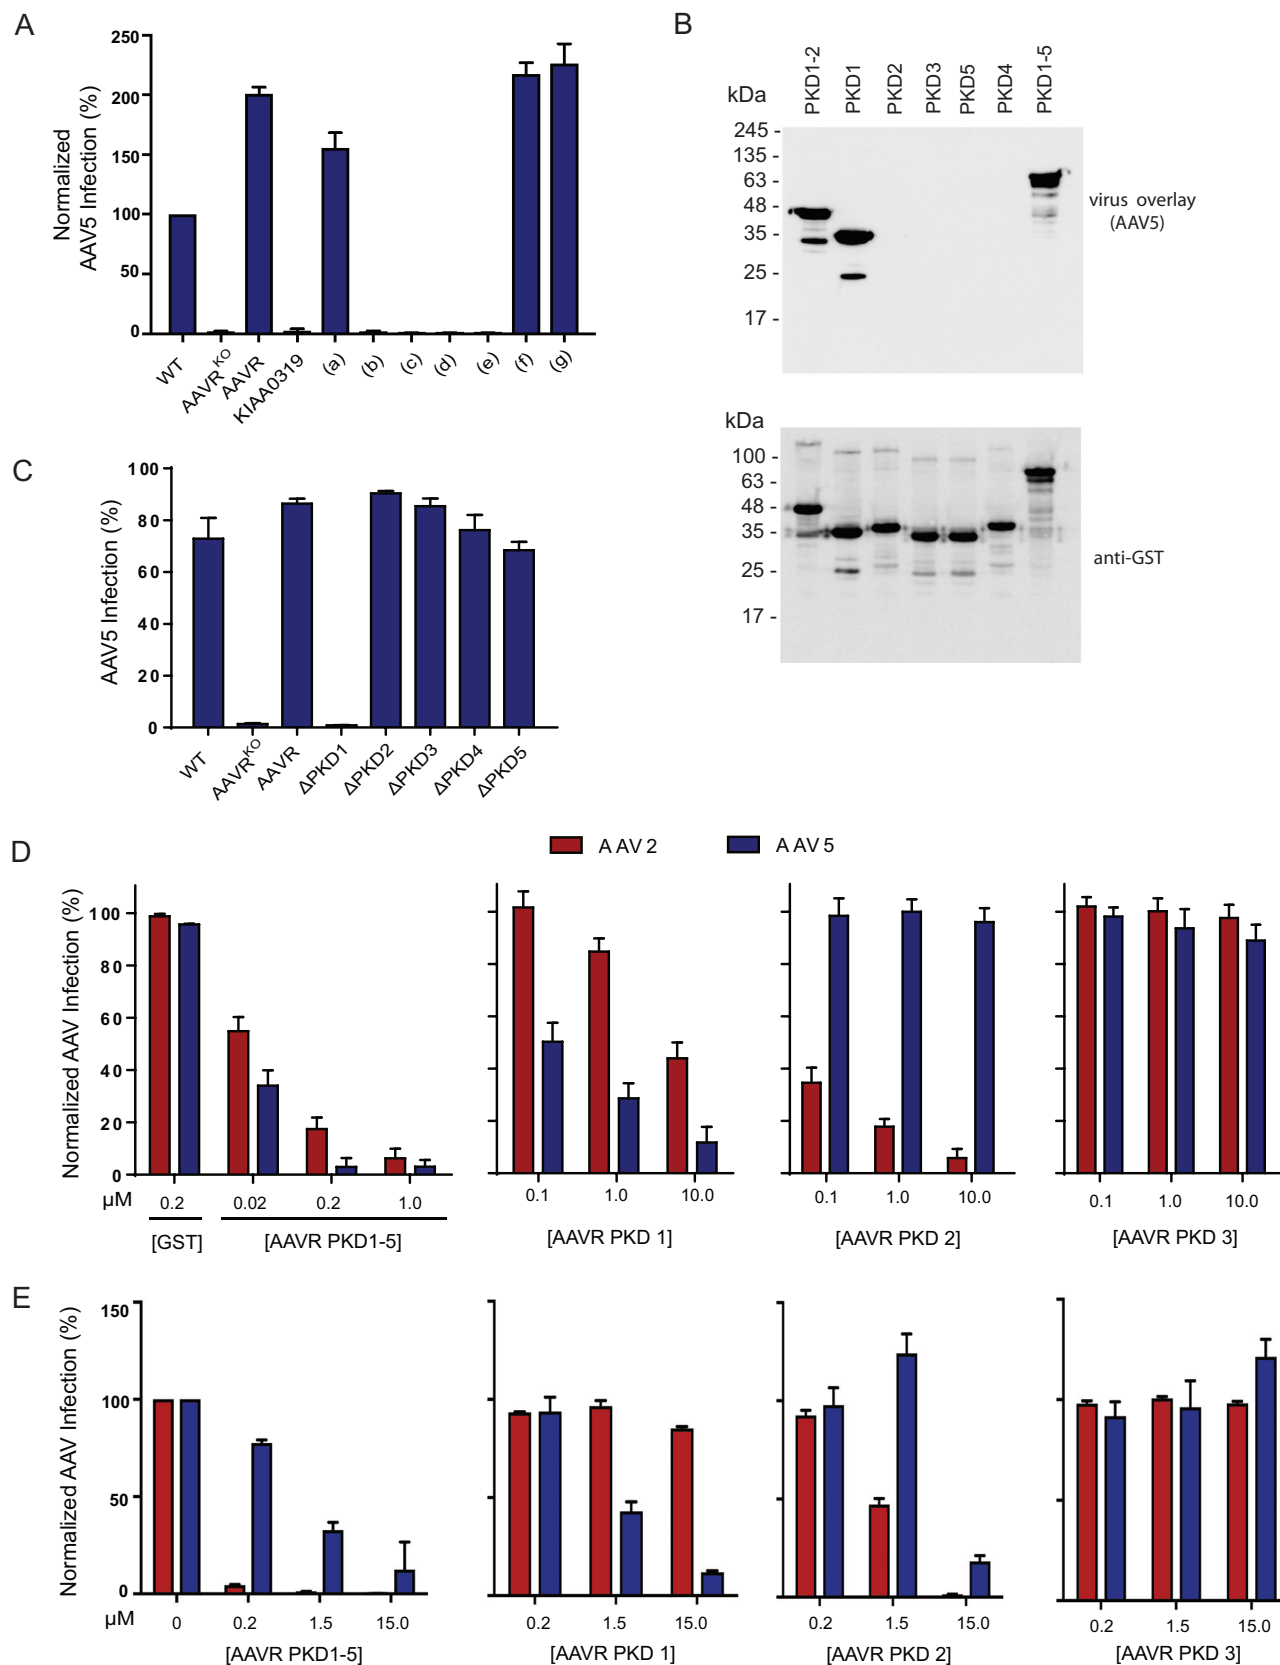 A
Normalized
AAV5 Infection (%)
250
200
150
100
50
0
WT
AAVR^KO
AAVR
KIAA0319
(a)
(b)
(c)
(d)
(e)
(f)
(g)
B
PKD1-2
PKD1
PKD2
PKD3
PKD5
PKD4
PKD1-5
kDa
245 -
135 -
63 -
48 -
35 -
25 -
17 -
virus overlay
(AAV5)
kDa
100 -
63 -
48 -
35 -
25 -
17 -
anti-GST
C
AAV5 Infection (%)
100
80
60
40
20
0
WT
AAVR^KO
AAVR
ΔPKD1
ΔPKD2
ΔPKD3
ΔPKD4
ΔPKD5
D
AAV2
AAV5
Normalized AAV Infection (%)
100
80
60
40
20
0
µM
0.2
0.02
0.2
1.0
[GST]
[AAVR PKD1-5]
0.1
1.0
10.0
[AAVR PKD 1]
0.1
1.0
10.0
[AAVR PKD 2]
0.1
1.0
10.0
[AAVR PKD 3]
E
Normalized AAV Infection (%)
150
100
50
0
µM
0
0.2
1.5
15.0
[AAVR PKD1-5]
0.2
1.5
15.0
[AAVR PKD 1]
0.2
1.5
15.0
[AAVR PKD 2]
0.2
1.5
15.0
[AAVR PKD 3]